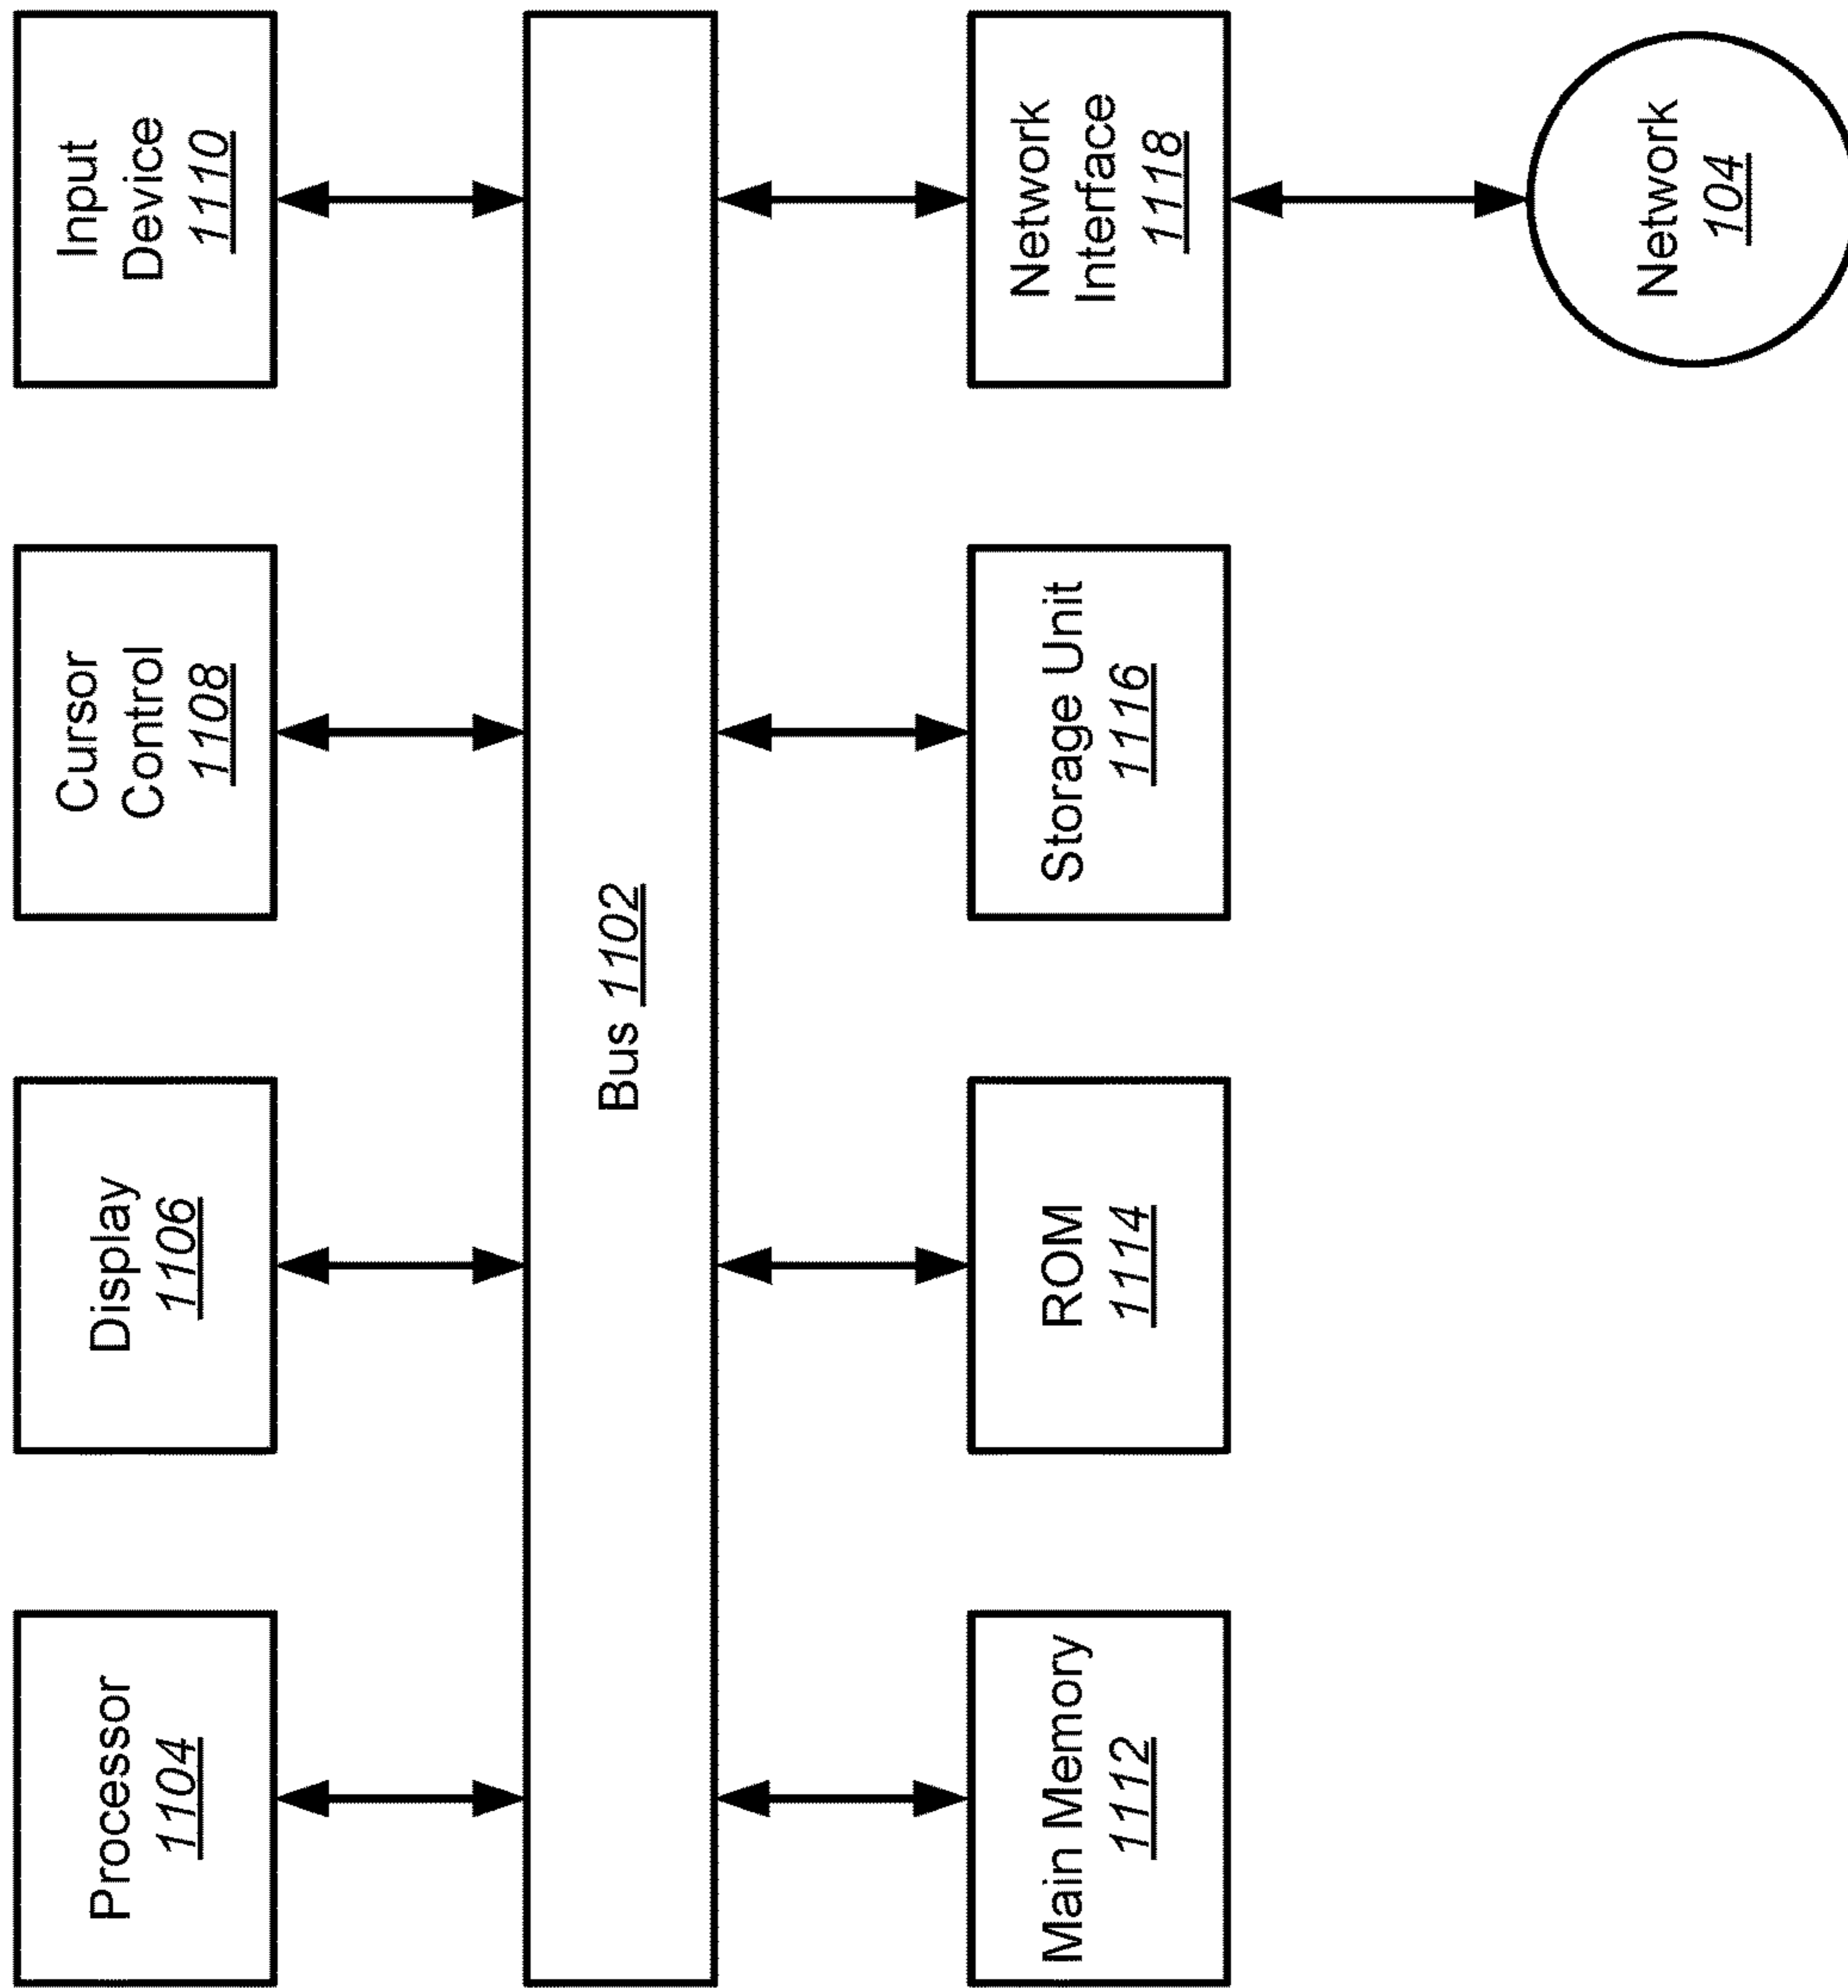 Processor
1104
Display
1106
Cursor
Control
1108
Input
Device
1110
Bus 1102
Main Memory
1112
ROM
1114
Storage Unit
1116
Network
Interface
1118
Network
104